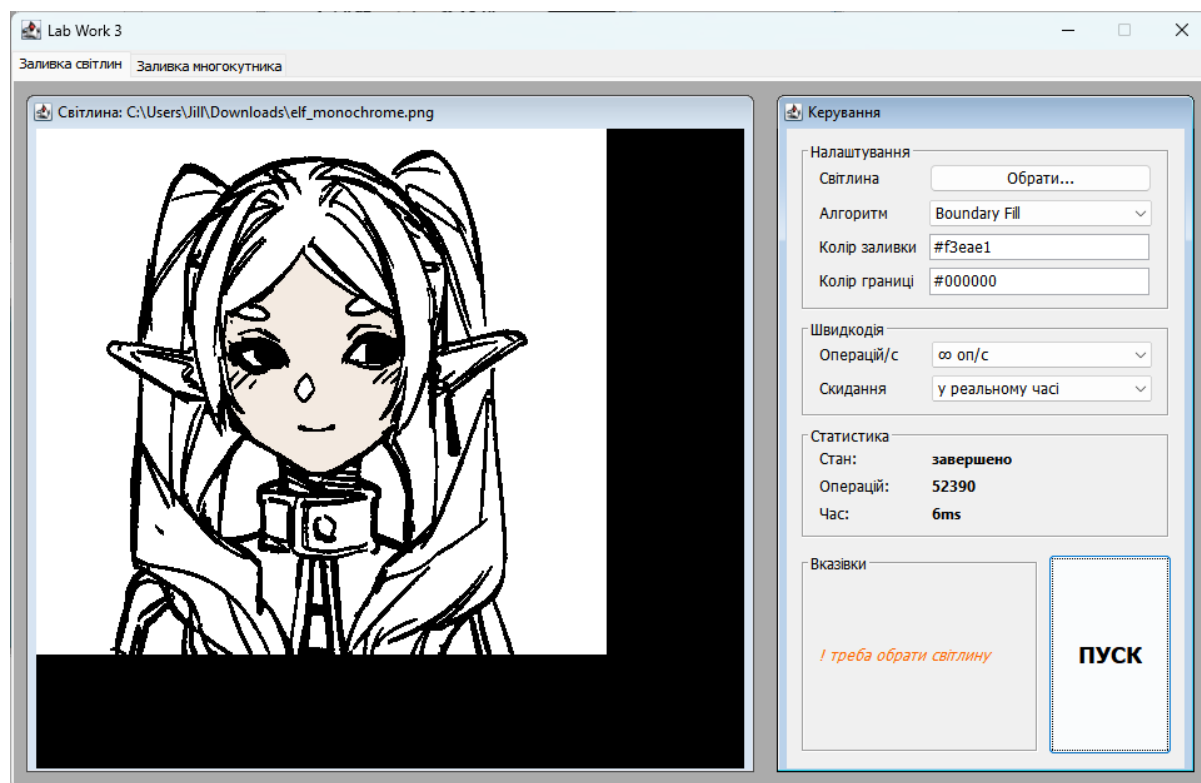 Lab Work 3
Заливка світлин Заливка многокутника
Світлина: C:\Users\Jill\Downloads\elf_monochrome.png
Керування
Налаштування
Світлина Обрати...
Алгоритм Boundary Fill
Колір заливки #f3eae1
Колір границі #000000
Швидкодія
Операцій/с ∞ оп/с
Скидання у реальному часі
Статистика
Стан: завершено
Операцій: 52390
Час: 6ms
Вказівки
! треба обрати світлину
ПУСК